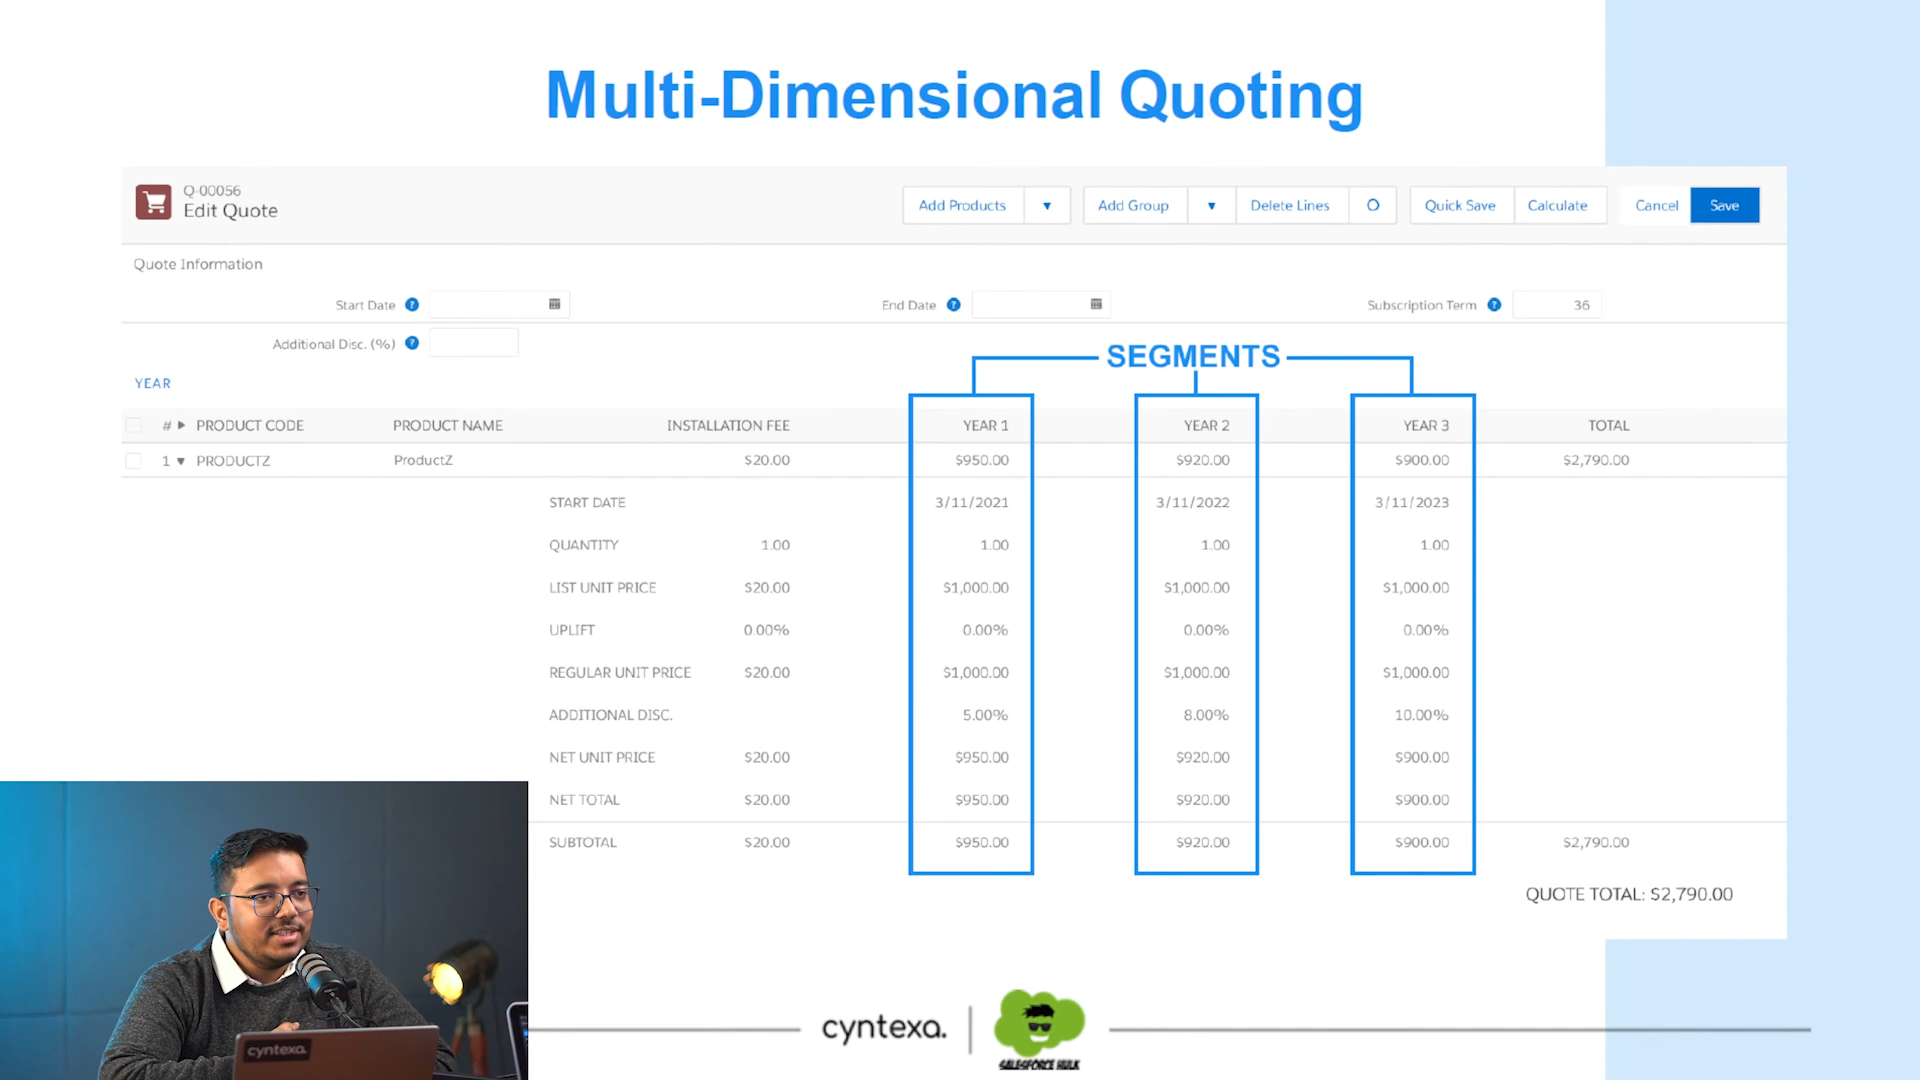 Multi-Dimensional Quoting
Q-00056
Edit Quote
Add Products
Add Group
Delete Lines
Quick Save
Calculate
Cancel
Save
Quote Information
Start Date ?
End Date ?
Subscription Term ? 36
Additional Disc. (%) ?
SEGMENTS
YEAR
# PRODUCT CODE PRODUCT NAME INSTALLATION FEE YEAR 1 YEAR 2 YEAR 3 TOTAL
1 PRODUCTZ ProductZ $20.00 $950.00 $920.00 $900.00 $2,790.00
START DATE 3/11/2021 3/11/2022 3/11/2023
QUANTITY 1.00 1.00 1.00 1.00
LIST UNIT PRICE $20.00 $1,000.00 $1,000.00 $1,000.00
UPLIFT 0.00% 0.00% 0.00% 0.00%
REGULAR UNIT PRICE $20.00 $1,000.00 $1,000.00 $1,000.00
ADDITIONAL DISC. 5.00% 8.00% 10.00%
NET UNIT PRICE $20.00 $950.00 $920.00 $900.00
NET TOTAL $20.00 $950.00 $920.00 $900.00
SUBTOTAL $20.00 $950.00 $920.00 $900.00 $2,790.00
QUOTE TOTAL: $2,790.00
cyntexa.
SALESFORCE HULK
cyntexa.